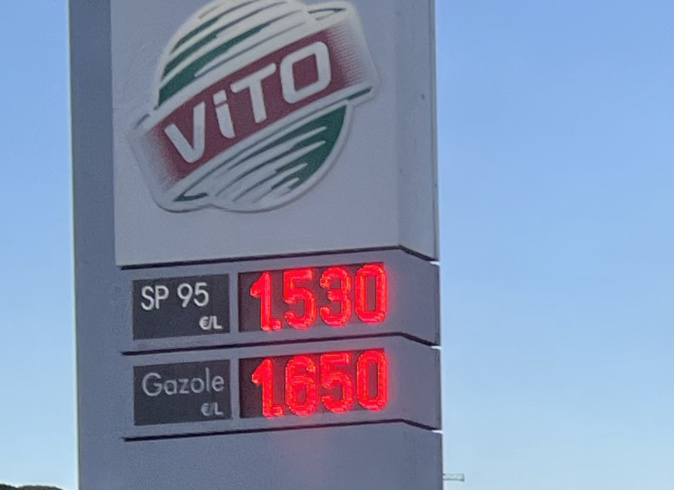 ViTO
SP 95
€/L
1.530
Gazole
€/L
1.650